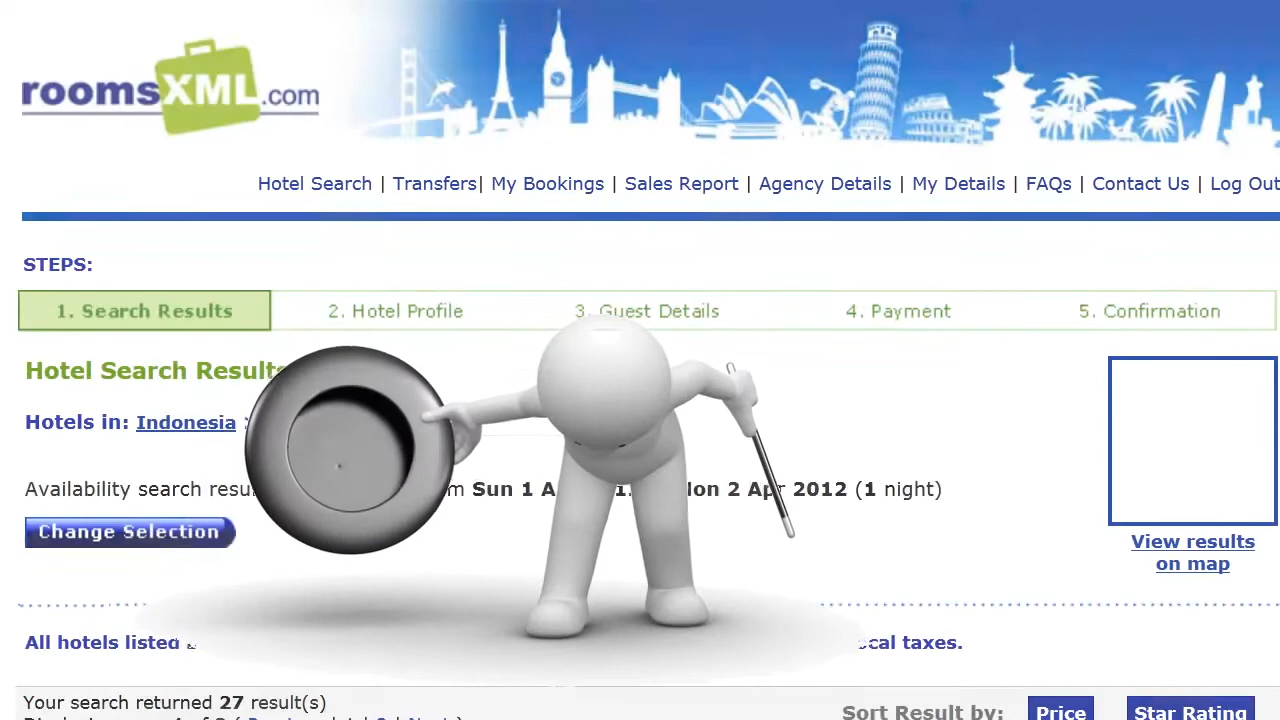 roomsXML.com
Hotel Search | Transfers| My Bookings | Sales Report | Agency Details | My Details | FAQs | Contact Us | Log Out
STEPS:
1. Search Results 2. Hotel Profile 3. Guest Details 4. Payment 5. Confirmation
Hotel Search Results
Hotels in: Indonesia
Availability search Sun 1 2 Apr 2012 (1 night)
Change Selection
View results
on map
All hotels listed taxes.
Your search returned 27 result(s)
Sort Result by: Price Star Rating